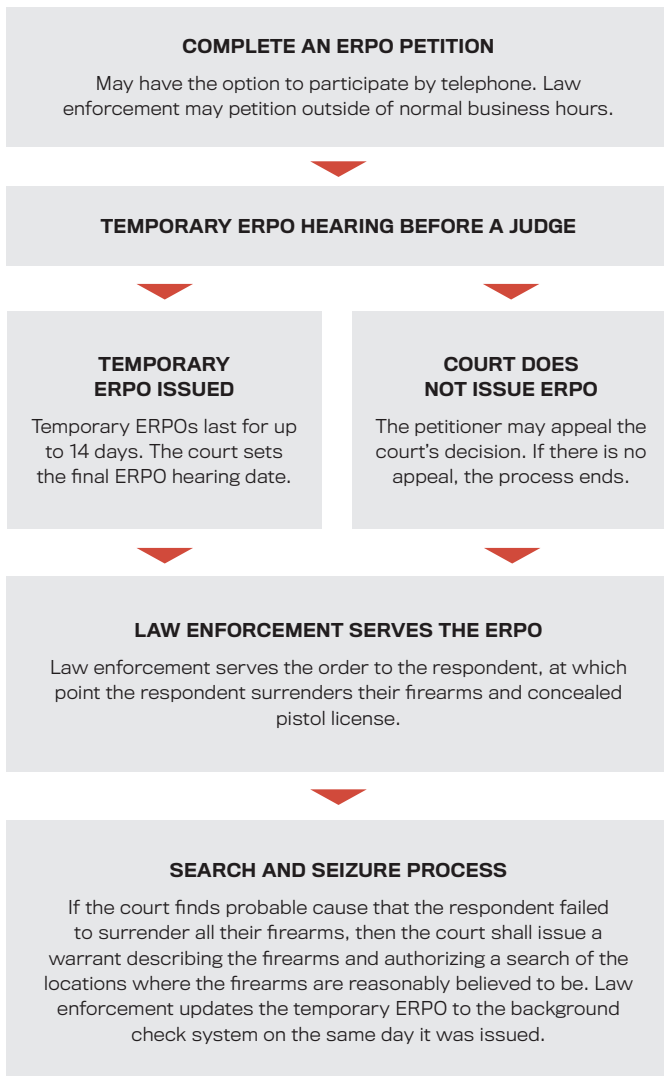 COMPLETE AN ERPO PETITION
May have the option to participate by telephone. Law
enforcement may petition outside of normal business hours.
TEMPORARY ERPO HEARING BEFORE A JUDGE
TEMPORARY
ERPO ISSUED
Temporary ERPOs last for up
to 14 days. The court sets
the final ERPO hearing date.
COURT DOES
NOT ISSUE ERPO
The petitioner may appeal the
court’s decision. If there is no
appeal, the process ends.
LAW ENFORCEMENT SERVES THE ERPO
Law enforcement serves the order to the respondent, at which
point the respondent surrenders their firearms and concealed
pistol license.
SEARCH AND SEIZURE PROCESS
If the court finds probable cause that the respondent failed
to surrender all their firearms, then the court shall issue a
warrant describing the firearms and authorizing a search of the
locations where the firearms are reasonably believed to be. Law
enforcement updates the temporary ERPO to the background
check system on the same day it was issued.